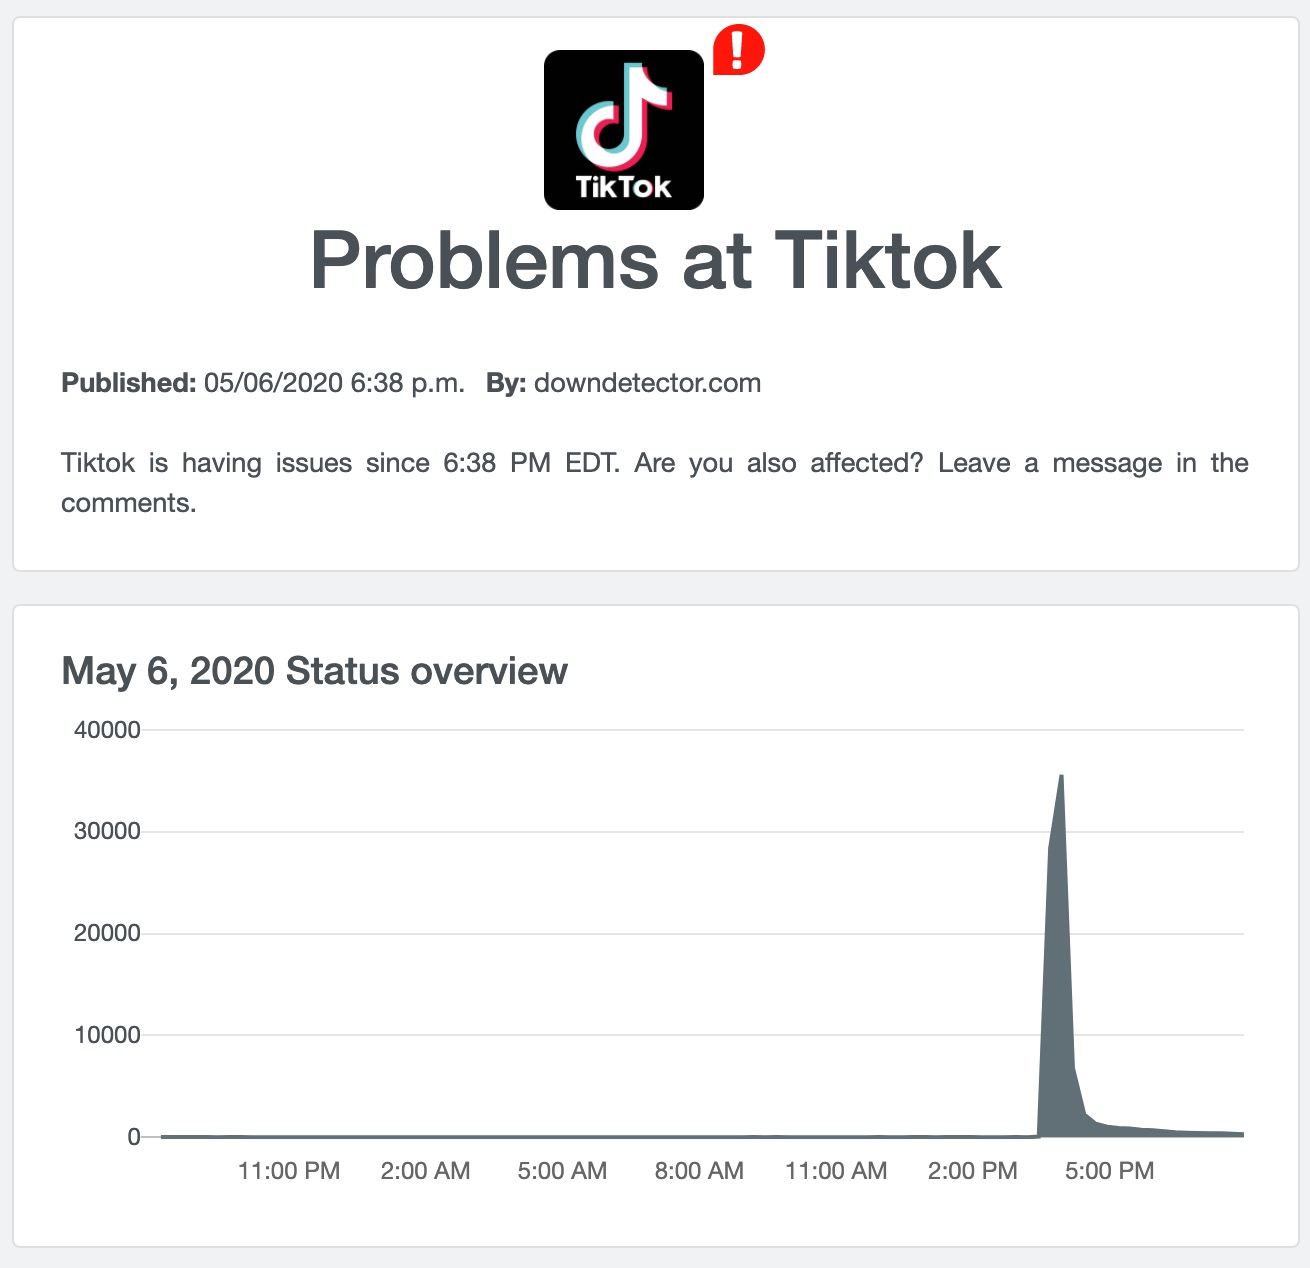 !
TikTok
Problems at Tiktok
Published: 05/06/2020 6:38 p.m. By: downdetector.com
Tiktok is having issues since 6:38 PM EDT. Are you also affected? Leave a message in the
comments.
May 6, 2020 Status overview
40000
30000
20000
10000
0
11:00 PM 2:00 AM 5:00 AM 8:00 AM 11:00 AM 2:00 PM 5:00 PM